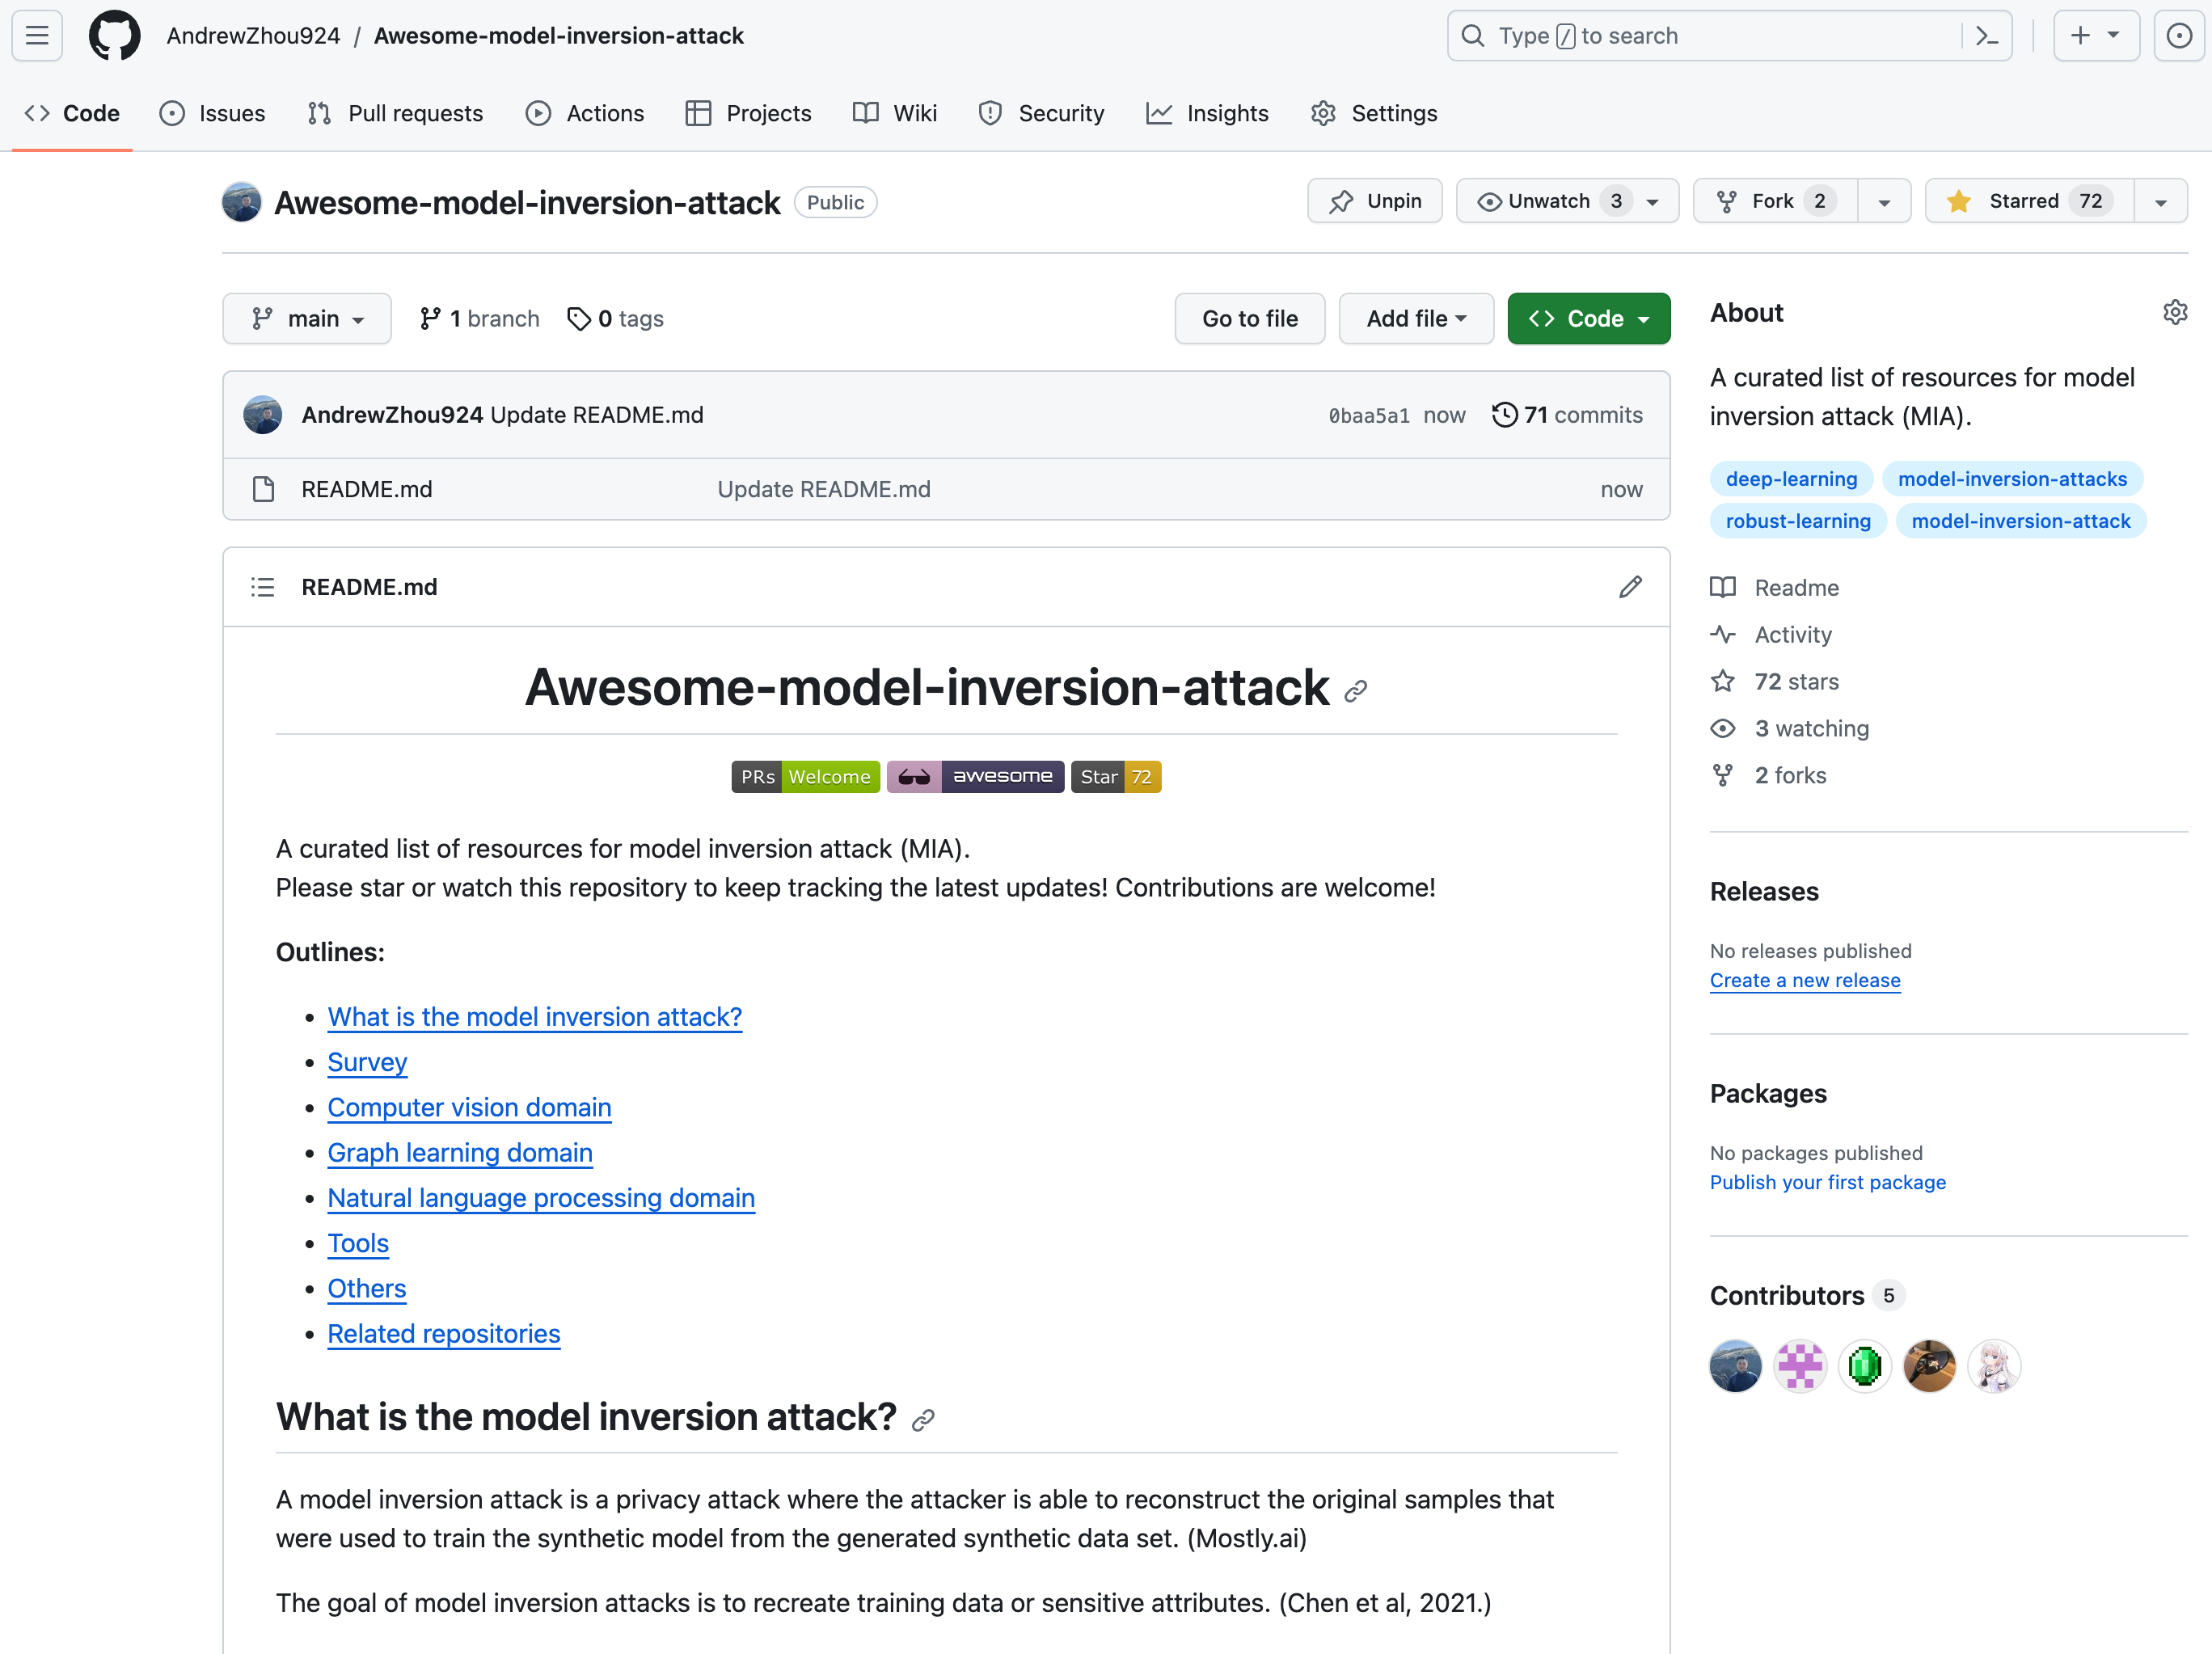 AndrewZhou924 / Awesome-model-inversion-attack
Type / to search
Code Issues Pull requests Actions Projects Wiki Security Insights Settings
Awesome-model-inversion-attack Public
Unpin Unwatch 3 Fork 2 Starred 72
main 1 branch 0 tags
Go to file Add file Code
AndrewZhou924 Update README.md 0baa5a1 now 71 commits
README.md Update README.md now
README.md
Awesome-model-inversion-attack
PRs Welcome awesome Star 72
A curated list of resources for model inversion attack (MIA).
Please star or watch this repository to keep tracking the latest updates! Contributions are welcome!
Outlines:
What is the model inversion attack?
Survey
Computer vision domain
Graph learning domain
Natural language processing domain
Tools
Others
Related repositories
What is the model inversion attack?
A model inversion attack is a privacy attack where the attacker is able to reconstruct the original samples that
were used to train the synthetic model from the generated synthetic data set. (Mostly.ai)
The goal of model inversion attacks is to recreate training data or sensitive attributes. (Chen et al, 2021.)
About
A curated list of resources for model
inversion attack (MIA).
deep-learning model-inversion-attacks
robust-learning model-inversion-attack
Readme
Activity
72 stars
3 watching
2 forks
Releases
No releases published
Create a new release
Packages
No packages published
Publish your first package
Contributors 5